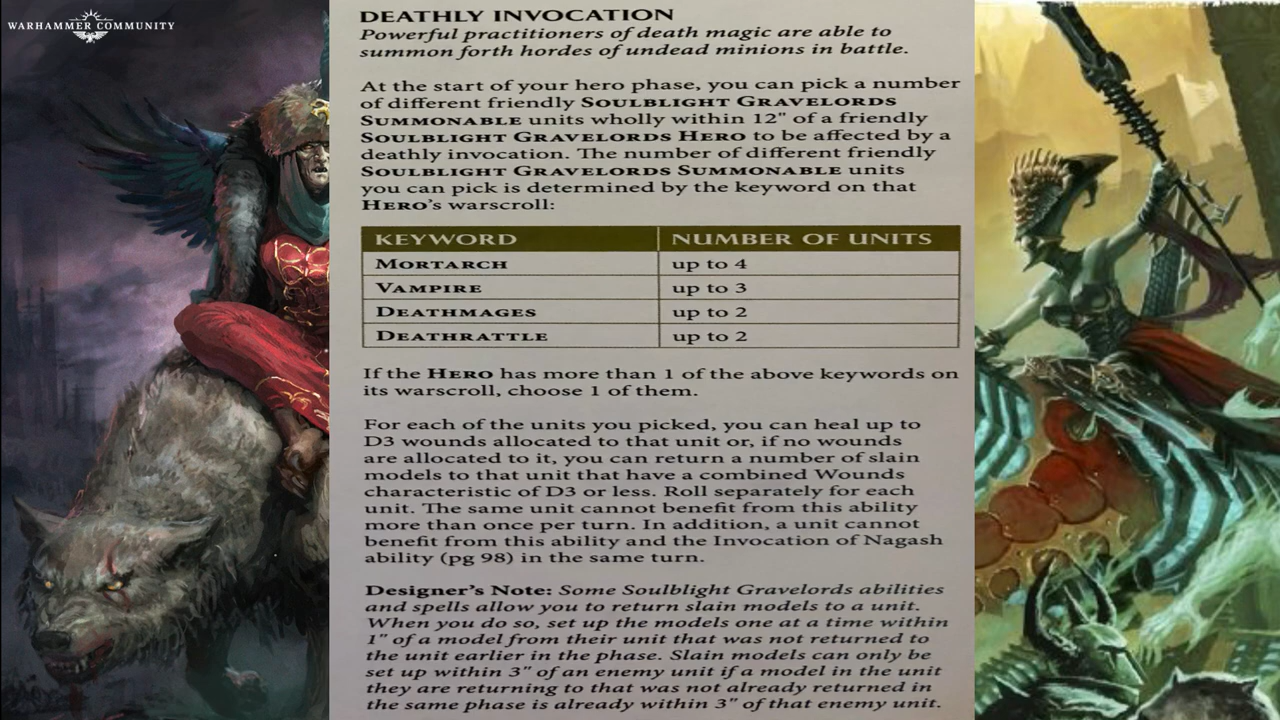 WARHAMMER COMMUNITY
DEATHLY INVOCATION
Powerful practitioners of death magic are able to
summon forth hordes of undead minions in battle.
At the start of your hero phase, you can pick a number
of different friendly SOULBLIGHT GRAVELORDS
SUMMONABLE units wholly within 12" of a friendly
SOULBLIGHT GRAVELORDS HERO to be affected by a
deathly invocation. The number of different friendly
SOULBLIGHT GRAVELORDS SUMMONABLE units
you can pick is determined by the keyword on that
HERO's warscroll:
KEYWORD NUMBER OF UNITS
MORTARCH up to 4
VAMPIRE up to 3
DEATHMAGES up to 2
DEATHRATTLE up to 2
If the HERO has more than 1 of the above keywords on
its warscroll, choose 1 of them.
For each of the units you picked, you can heal up to
D3 wounds allocated to that unit or, if no wounds
are allocated to it, you can return a number of slain
models to that unit that have a combined Wounds
characteristic of D3 or less. Roll separately for each
unit. The same unit cannot benefit from this ability
more than once per turn. In addition, a unit cannot
benefit from this ability and the Invocation of Nagash
ability (pg 98) in the same turn.
Designer's Note: Some Soulblight Gravelords abilities
and spells allow you to return slain models to a unit.
When you do so, set up the models one at a time within
1" of a model from their unit that was not returned to
the unit earlier in the phase. Slain models can only be
set up within 3" of an enemy unit if a model in the unit
they are returning to that was not already returned in
the same phase is already within 3" of that enemy unit.